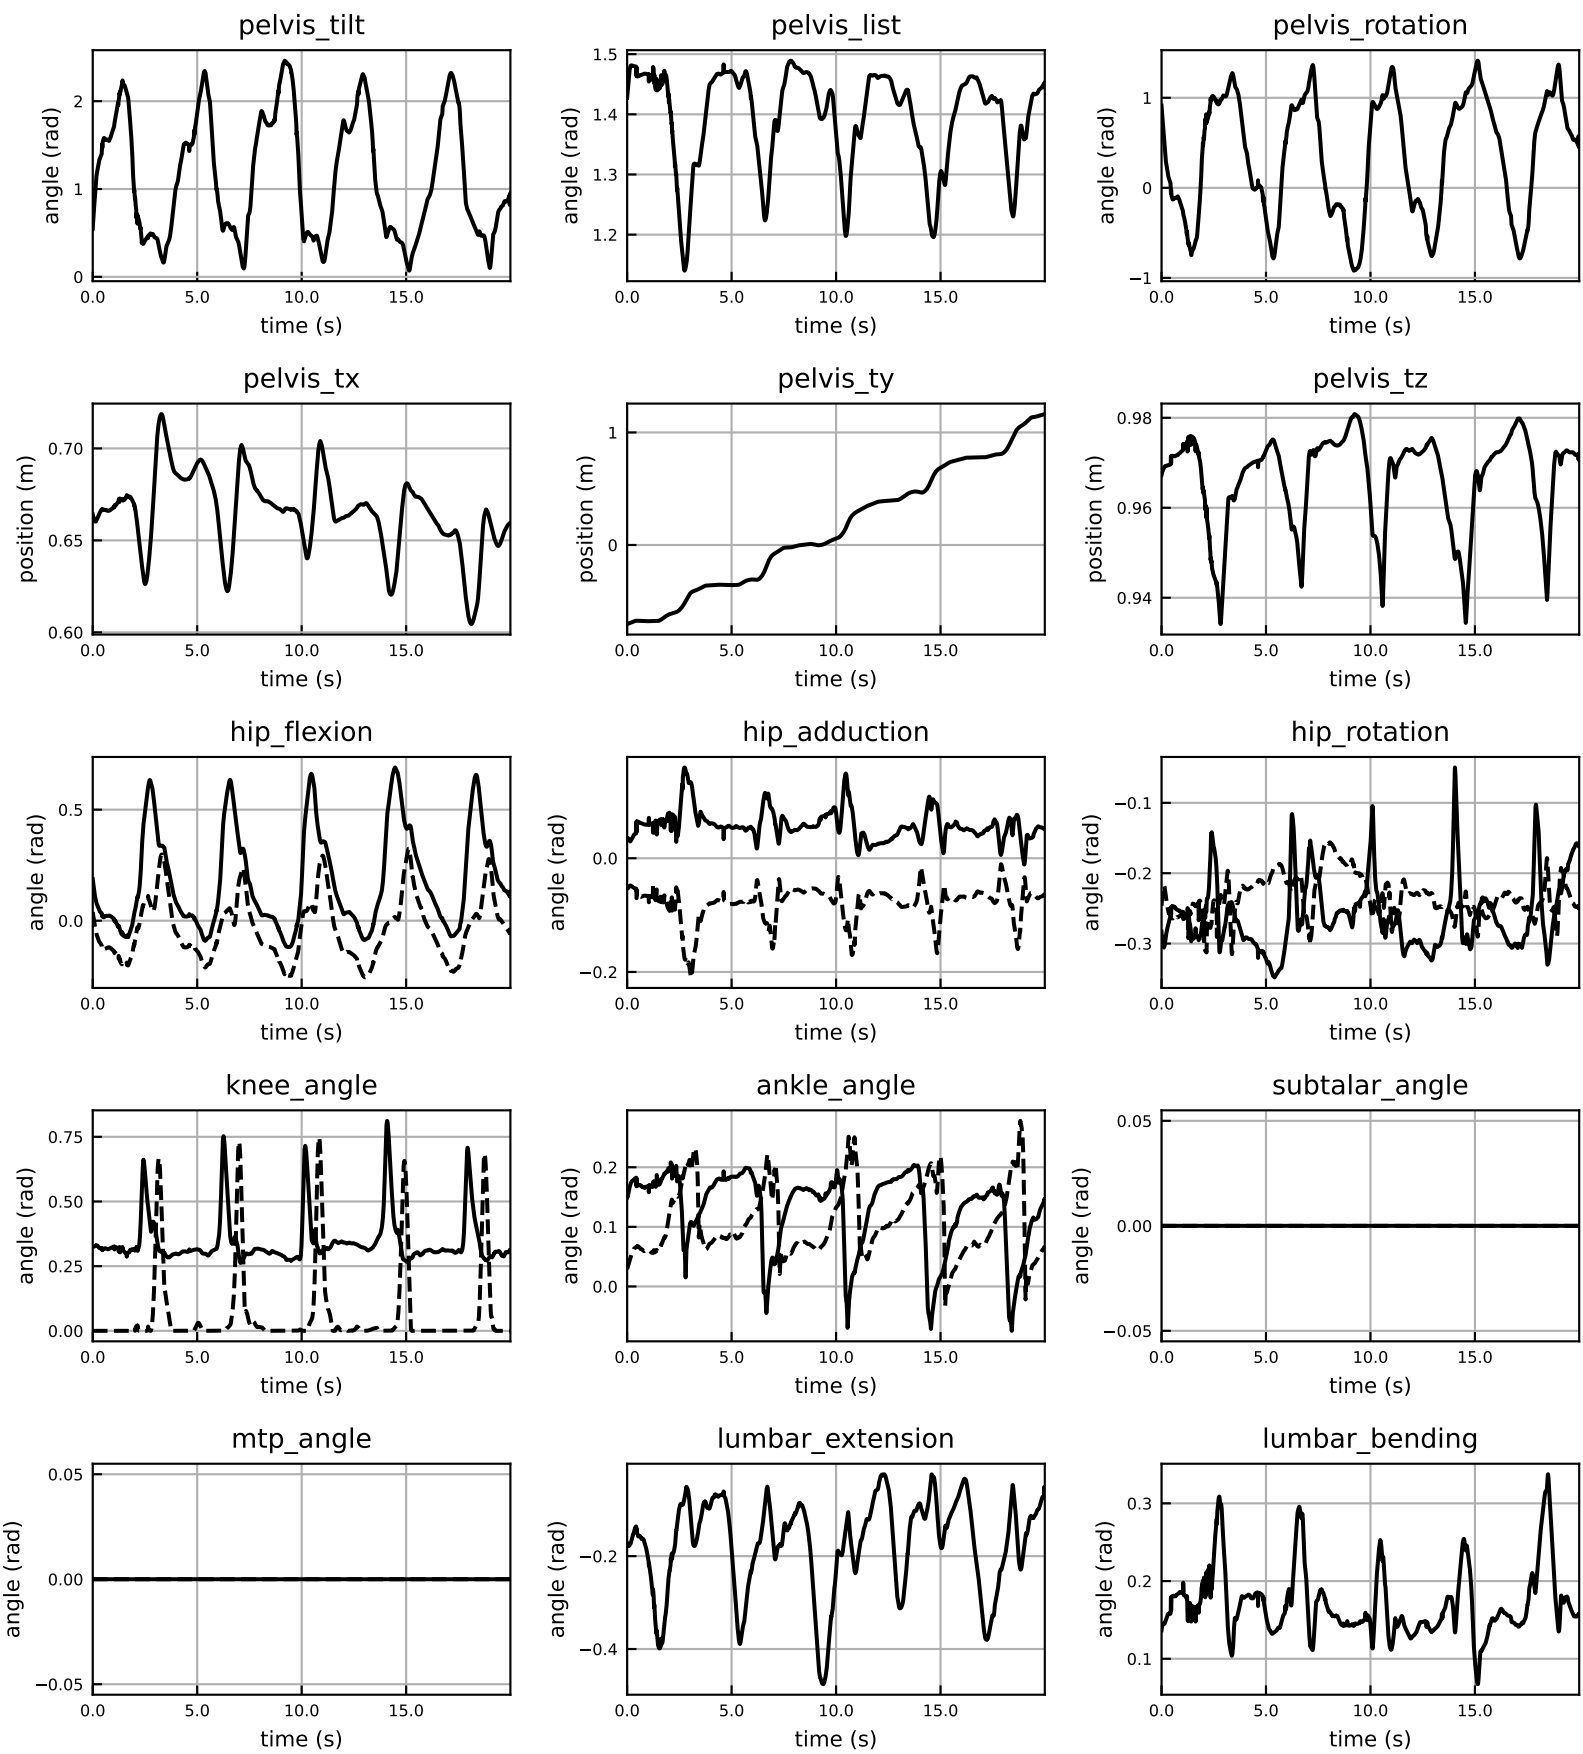 pelvis_tilt
angle (rad)
2
1
0
0.0 5.0 10.0 15.0
time (s)
pelvis_list
angle (rad)
1.5
1.4
1.3
1.2
0.0 5.0 10.0 15.0
time (s)
pelvis_rotation
angle (rad)
1
0
−1
0.0 5.0 10.0 15.0
time (s)
pelvis_tx
position (m)
0.70
0.65
0.60
0.0 5.0 10.0 15.0
time (s)
pelvis_ty
position (m)
1
0
0.0 5.0 10.0 15.0
time (s)
pelvis_tz
position (m)
0.98
0.96
0.94
0.0 5.0 10.0 15.0
time (s)
hip_flexion
angle (rad)
0.5
0.0
0.0 5.0 10.0 15.0
time (s)
hip_adduction
angle (rad)
0.0
−0.2
0.0 5.0 10.0 15.0
time (s)
hip_rotation
angle (rad)
−0.1
−0.2
−0.3
0.0 5.0 10.0 15.0
time (s)
knee_angle
angle (rad)
0.75
0.50
0.25
0.00
0.0 5.0 10.0 15.0
time (s)
ankle_angle
angle (rad)
0.2
0.1
0.0
0.0 5.0 10.0 15.0
time (s)
subtalar_angle
angle (rad)
0.05
0.00
−0.05
0.0 5.0 10.0 15.0
time (s)
mtp_angle
angle (rad)
0.05
0.00
−0.05
0.0 5.0 10.0 15.0
time (s)
lumbar_extension
angle (rad)
−0.2
−0.4
0.0 5.0 10.0 15.0
time (s)
lumbar_bending
angle (rad)
0.3
0.2
0.1
0.0 5.0 10.0 15.0
time (s)